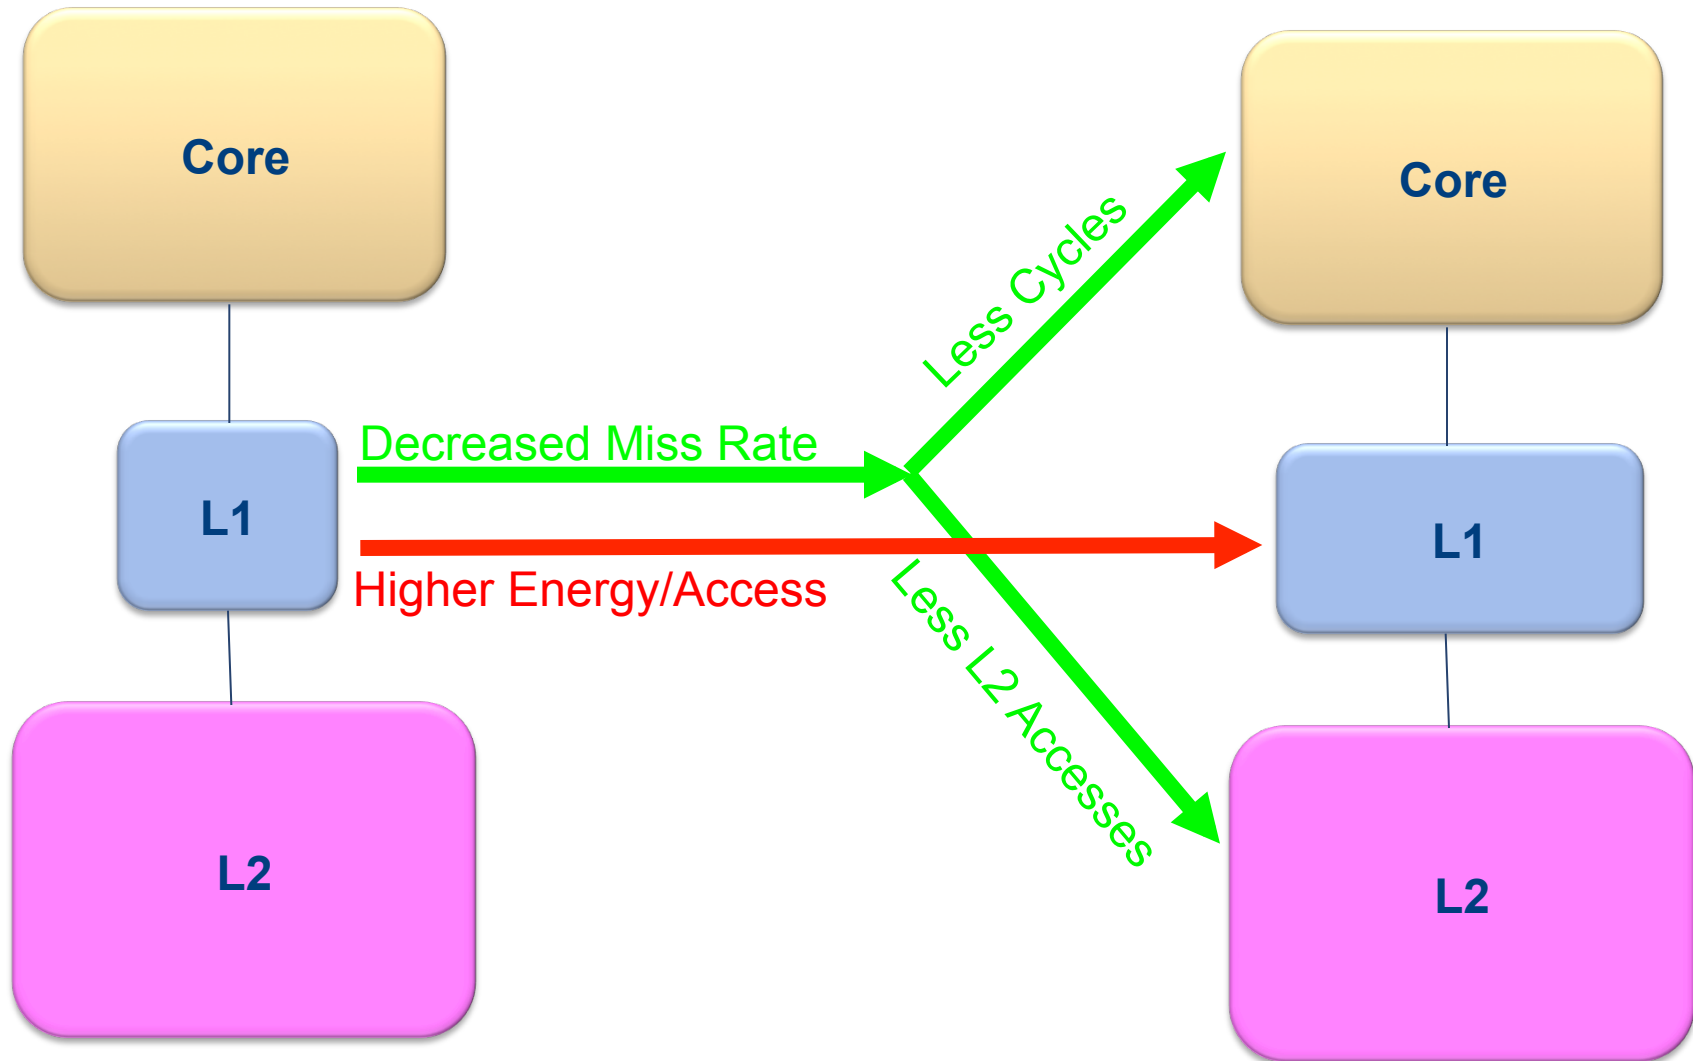 Core
L1
L2
Decreased Miss Rate
Higher Energy/Access
Less Cycles
Less L2 Accesses
Core
L1
L2